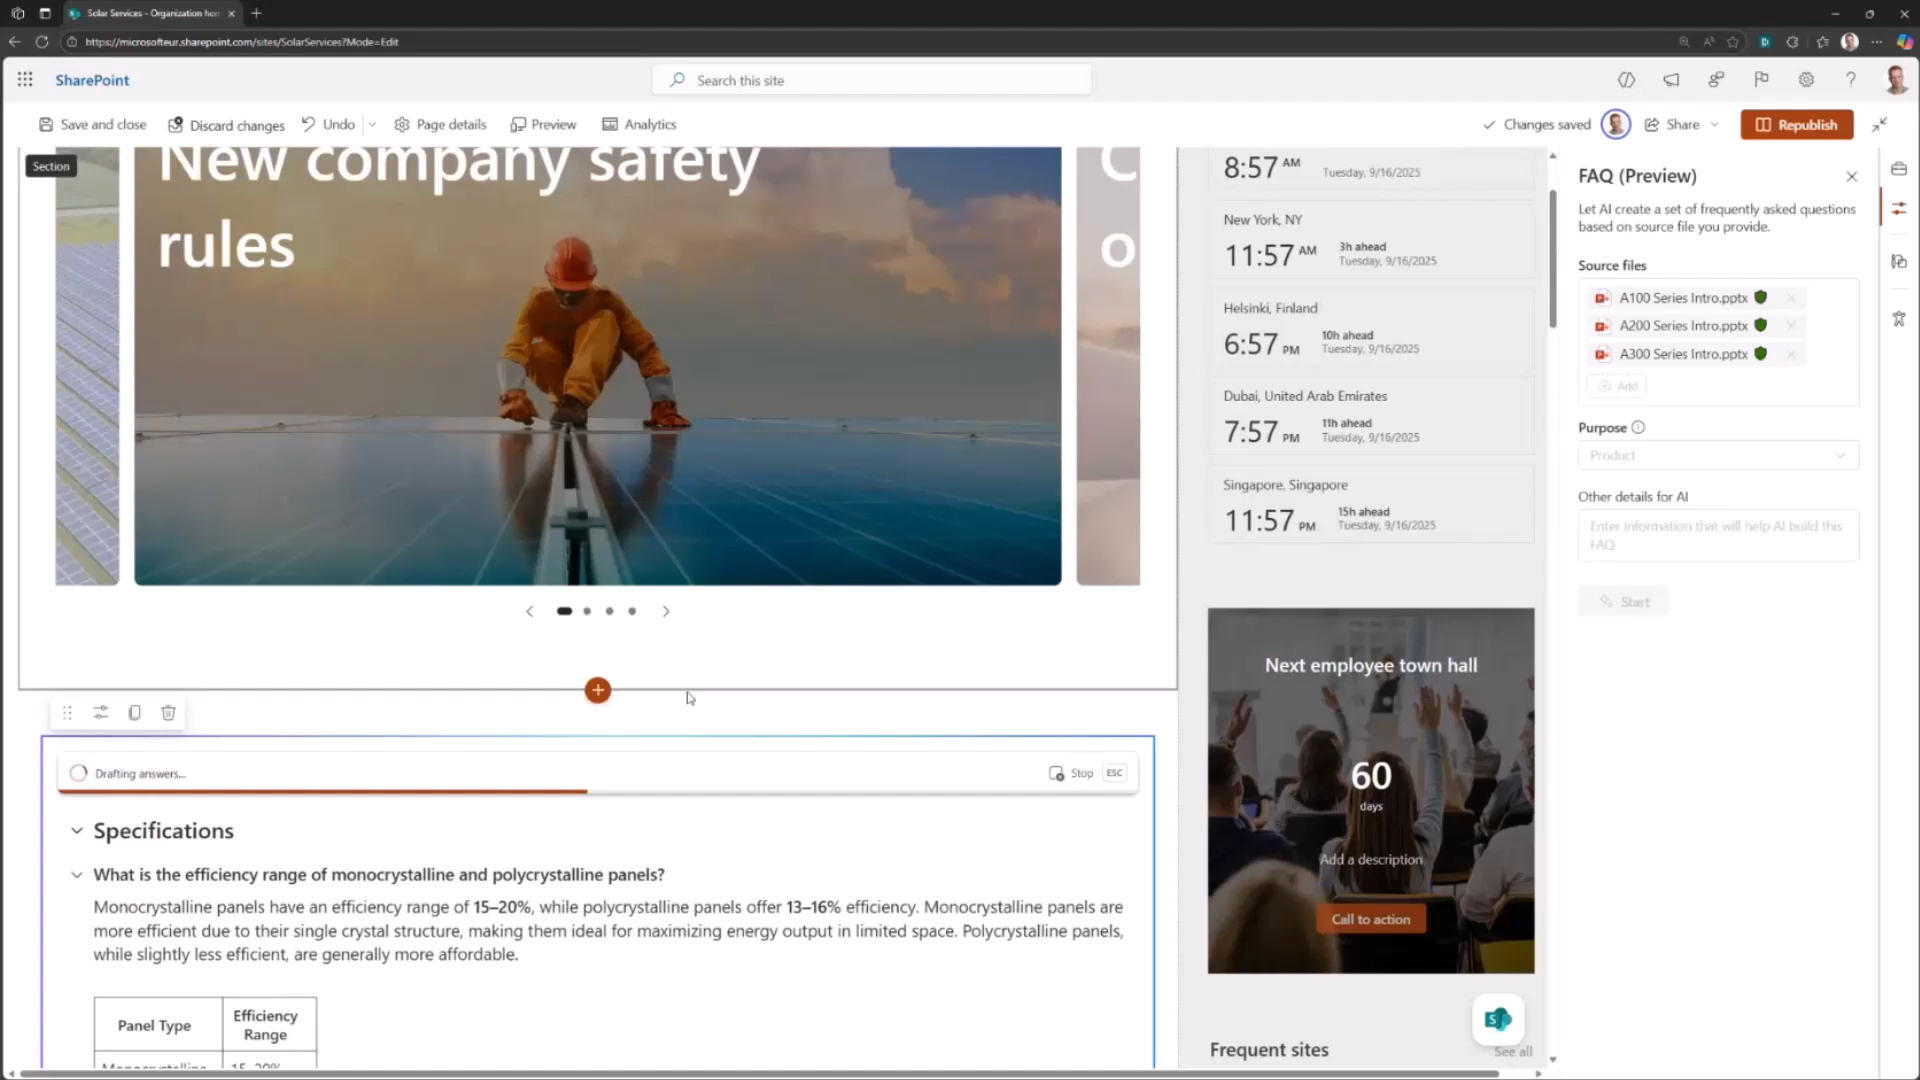 Solar Services - Organization hom
https://microsofteur.sharepoint.com/sites/SolarServices?Mode=Edit
SharePoint
Search this site
Save and close
Discard changes
Undo
Page details
Preview
Analytics
Changes saved
Share
Republish
Section
New company safety
rules
C
o
8:57 AM
Tuesday, 9/16/2025
New York, NY
11:57 AM
3h ahead
Tuesday, 9/16/2025
Helsinki, Finland
6:57 PM
10h ahead
Tuesday, 9/16/2025
Dubai, United Arab Emirates
7:57 PM
11h ahead
Tuesday, 9/16/2025
Singapore, Singapore
11:57 PM
15h ahead
Tuesday, 9/16/2025
Next employee town hall
60
days
Add a description
Call to action
Frequent sites
See all
FAQ (Preview)
Let AI create a set of frequently asked questions
based on source file you provide.
Source files
A100 Series Intro.pptx
A200 Series Intro.pptx
A300 Series Intro.pptx
Add
Purpose
Product
Other details for AI
Enter information that will help AI build this
FAQ
Start
Drafting answers...
Stop
ESC
Specifications
What is the efficiency range of monocrystalline and polycrystalline panels?
Monocrystalline panels have an efficiency range of 15–20%, while polycrystalline panels offer 13–16% efficiency. Monocrystalline panels are
more efficient due to their single crystal structure, making them ideal for maximizing energy output in limited space. Polycrystalline panels,
while slightly less efficient, are generally more affordable.
Panel Type
Efficiency
Range
Monocrystalline
15–20%